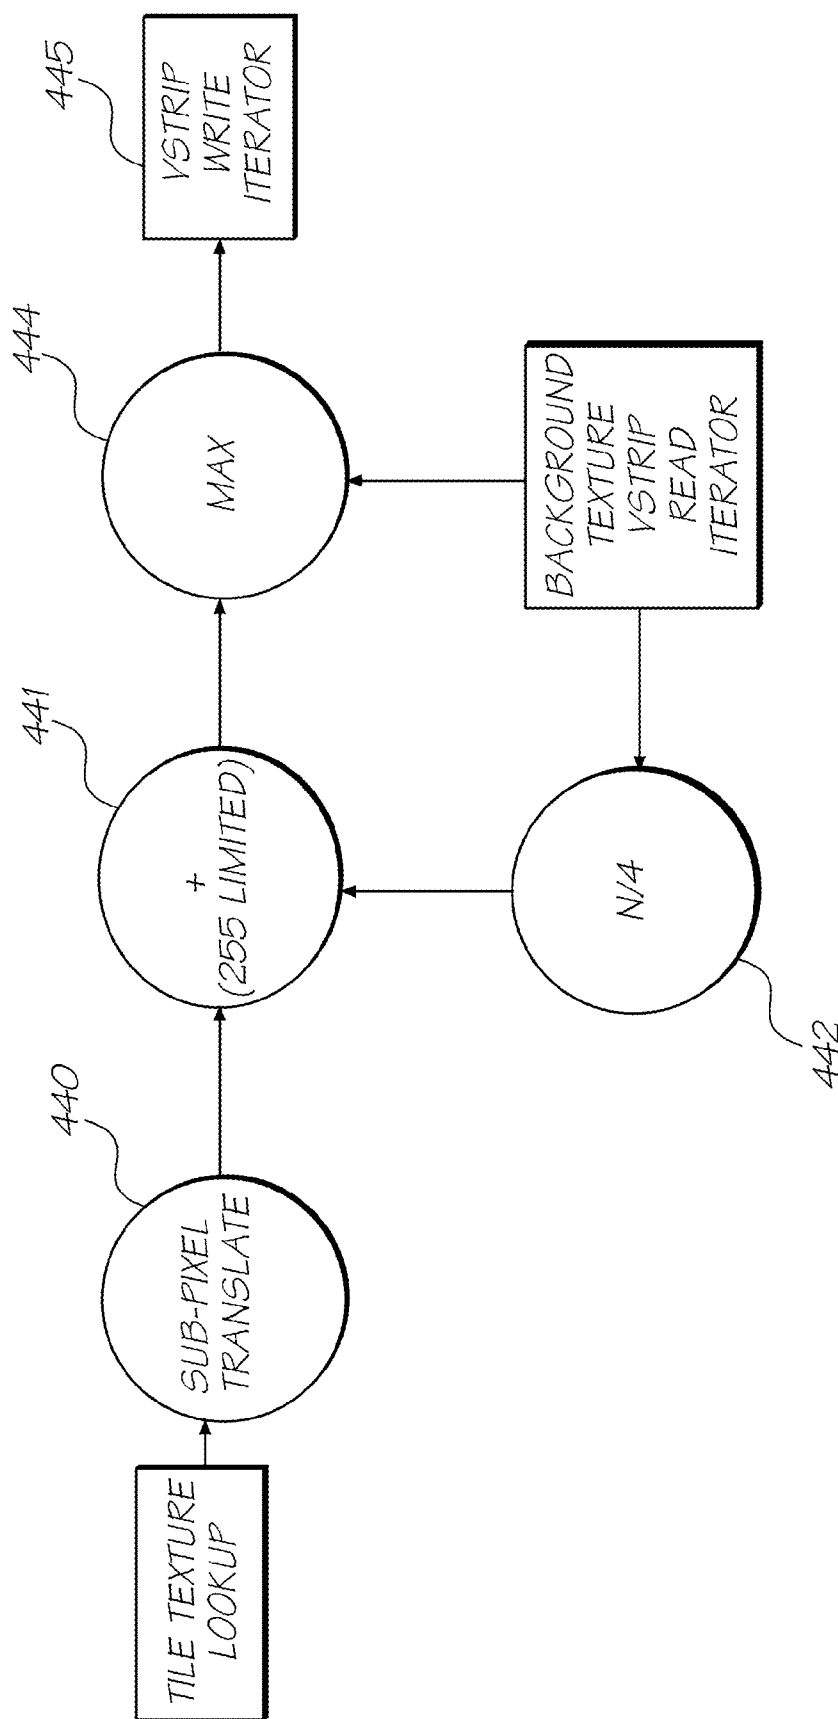 TILE TEXTURE
LOOKUP
SUB-PIXEL
TRANSLATE
440
+
(255 LIMITED)
441
MAX
444
VSTRIP
WRITE
ITERATOR
445
N/4
442
BACKGROUND
TEXTURE
VSTRIP
READ
ITERATOR